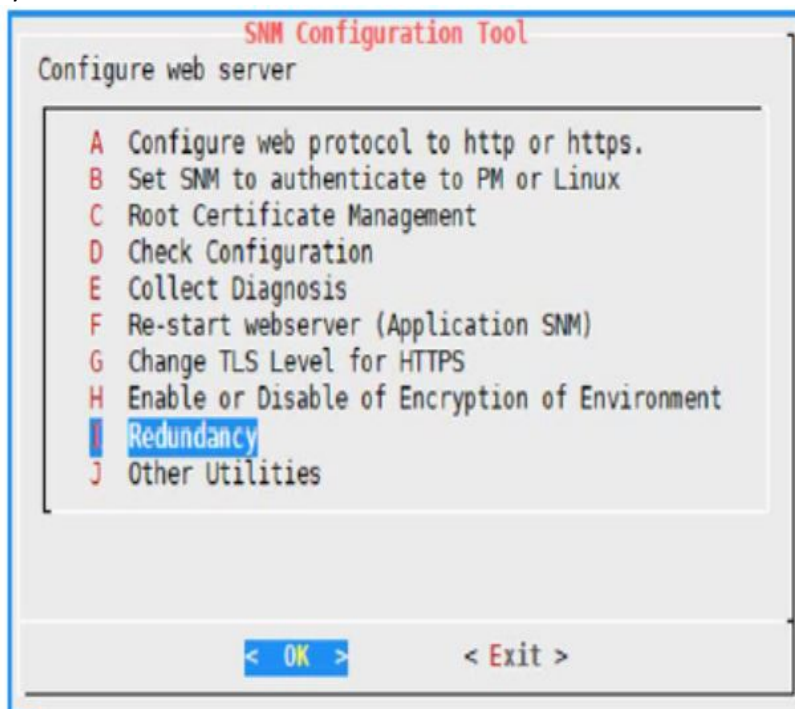 SNM Configuration Tool
Configure web server
A Configure web protocol to http or https.
B Set SNM to authenticate to PM or Linux
C Root Certificate Management
D Check Configuration
E Collect Diagnosis
F Re-start webserver (Application SNM)
G Change TLS Level for HTTPS
H Enable or Disable of Encryption of Environment
I Redundancy
J Other Utilities
< OK > < Exit >